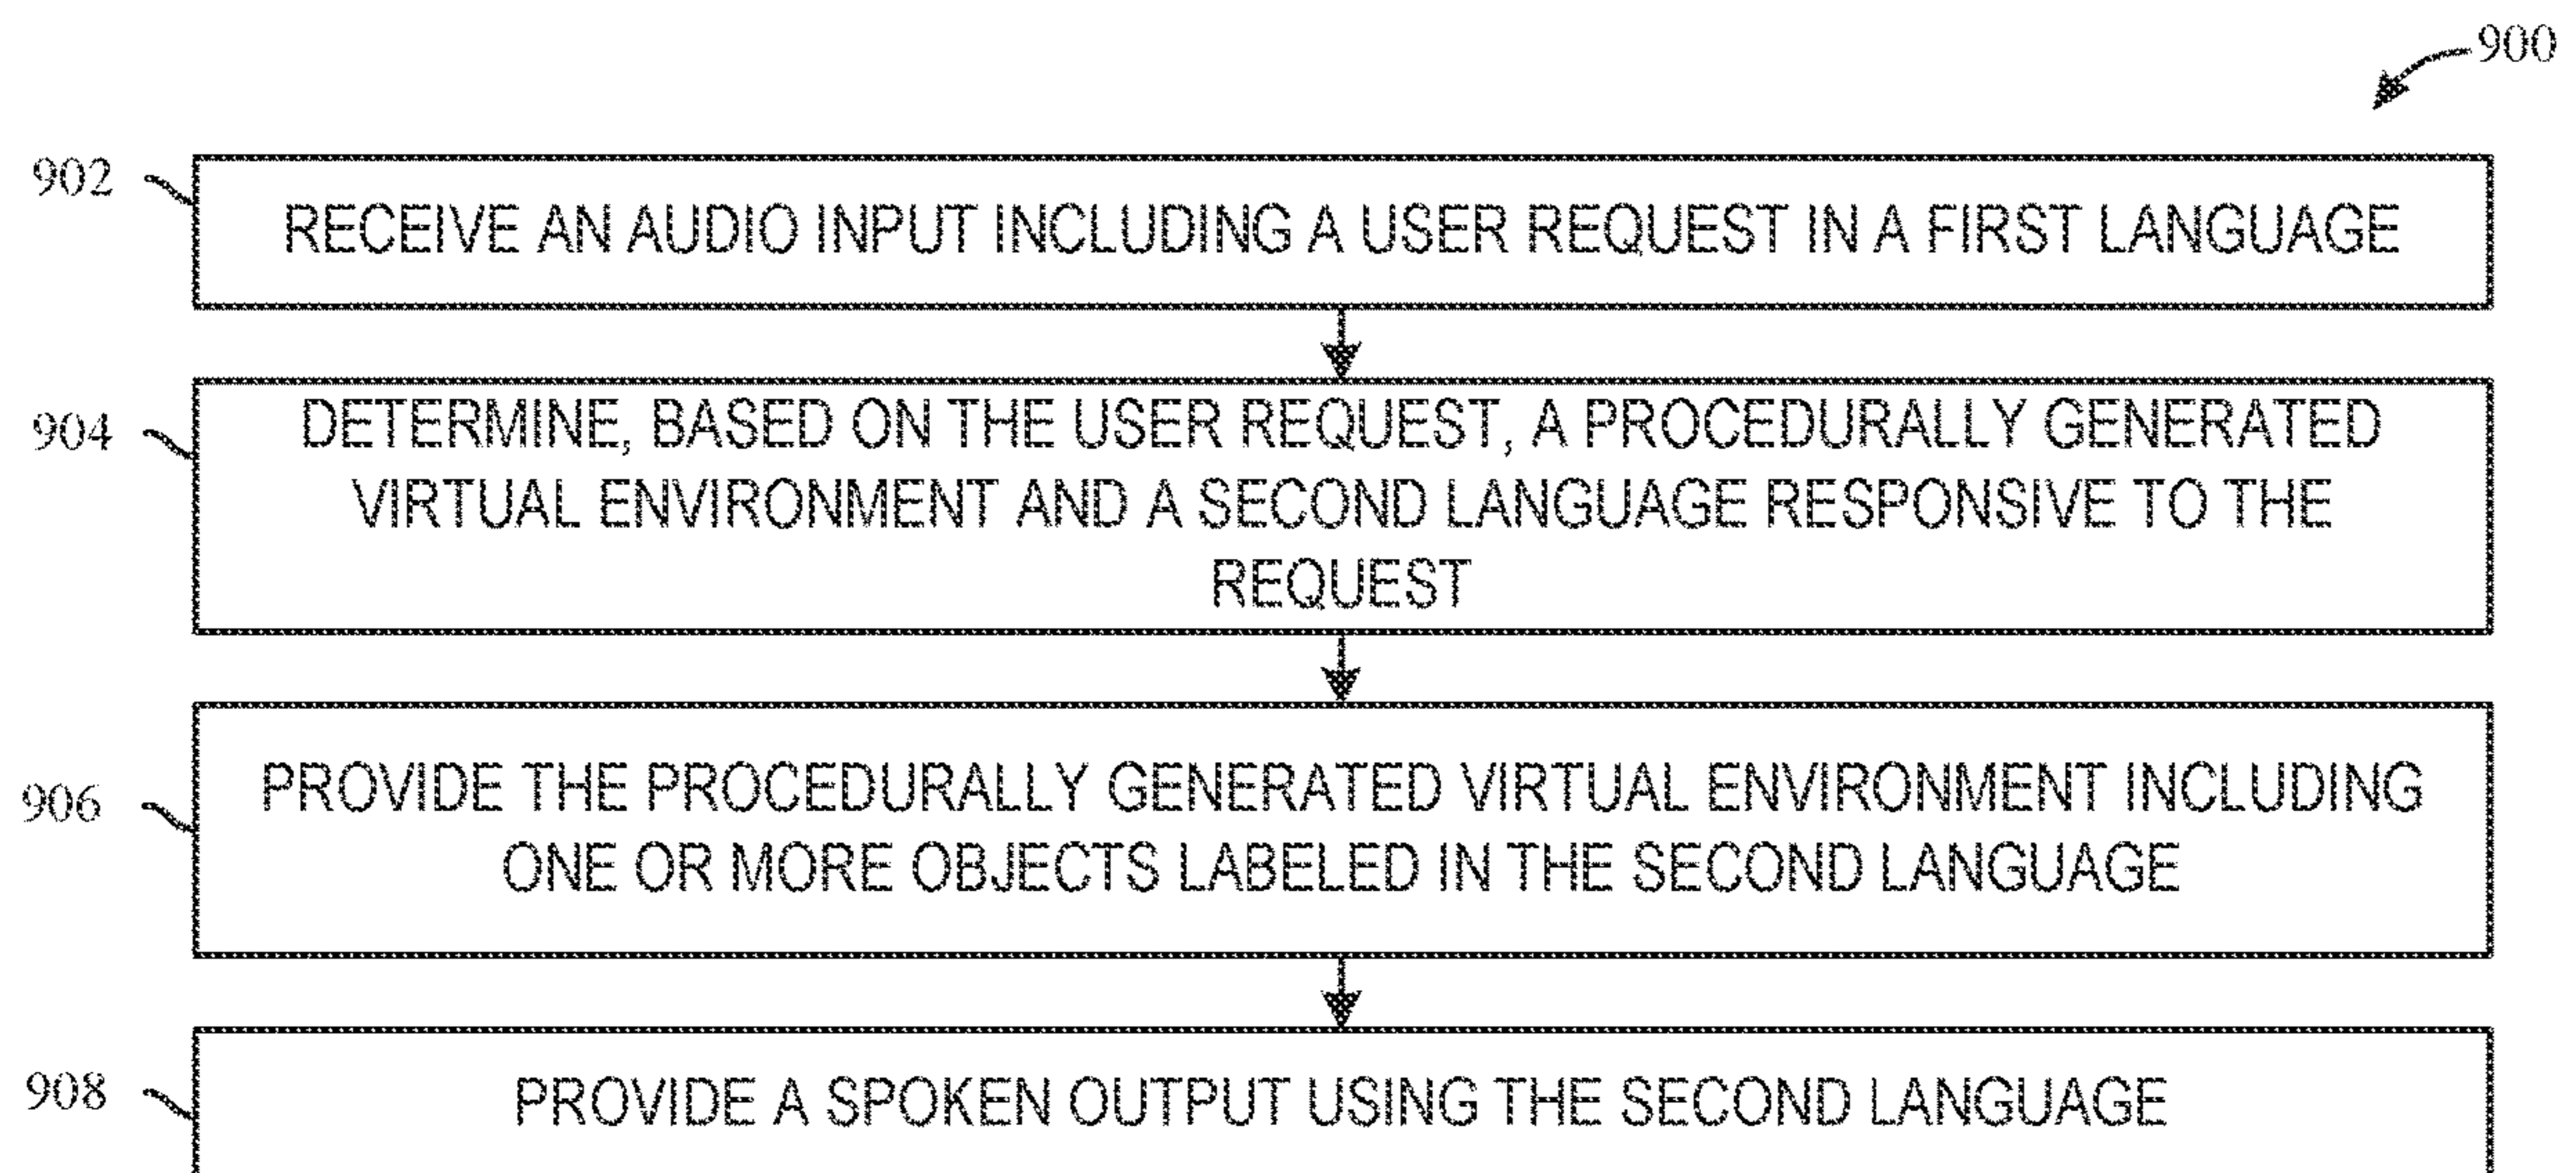 900
902
RECEIVE AN AUDIO INPUT INCLUDING A USER REQUEST IN A FIRST LANGUAGE
904
DETERMINE, BASED ON THE USER REQUEST, A PROCEDURALLY GENERATED
VIRTUAL ENVIRONMENT AND A SECOND LANGUAGE RESPONSIVE TO THE
REQUEST
906
PROVIDE THE PROCEDURALLY GENERATED VIRTUAL ENVIRONMENT INCLUDING
ONE OR MORE OBJECTS LABELED IN THE SECOND LANGUAGE
908
PROVIDE A SPOKEN OUTPUT USING THE SECOND LANGUAGE